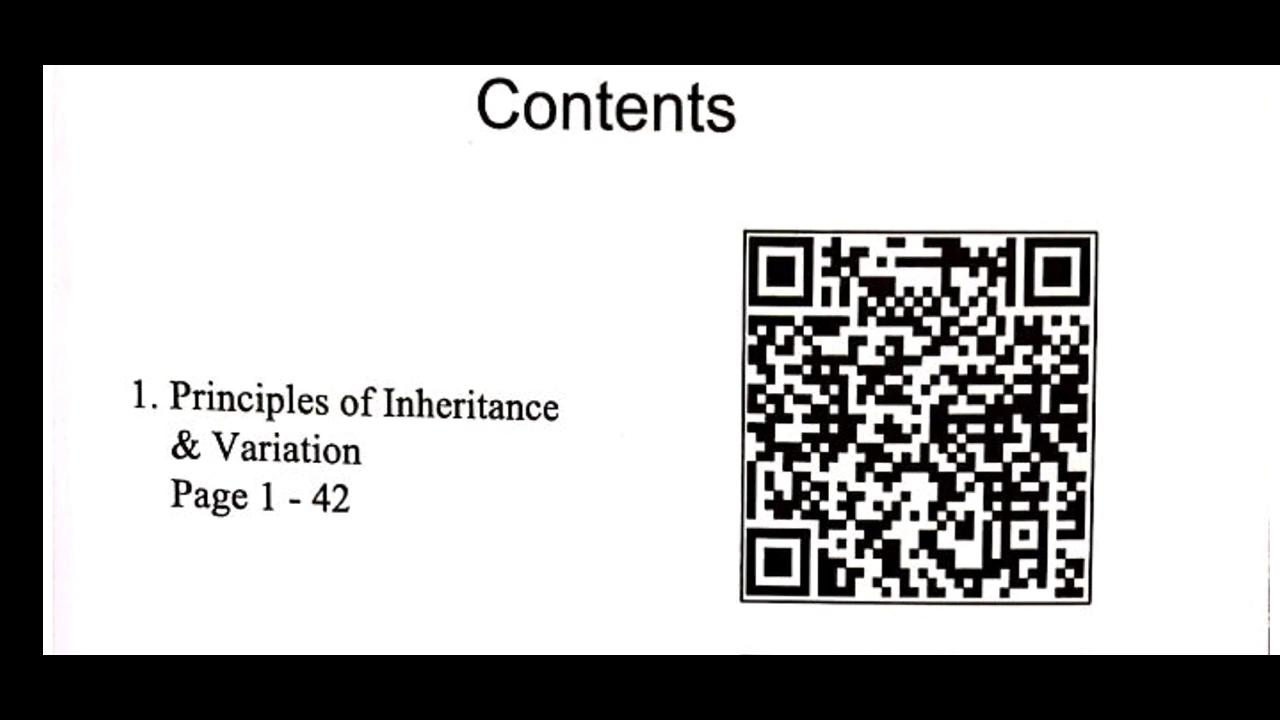 Contents
1. Principles of Inheritance
& Variation
Page 1 - 42